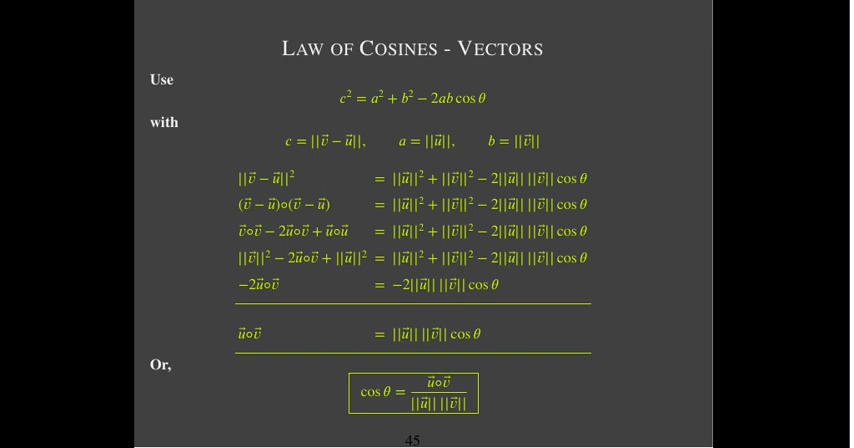 LAW OF COSINES - VECTORS
Use
c² = a² + b² − 2ab cos θ
with
c = ||v⃗ − u⃗||, a = ||u⃗||, b = ||v⃗||
||v⃗ − u⃗||² = ||u⃗||² + ||v⃗||² − 2||u⃗|| ||v⃗|| cos θ
(v⃗ − u⃗)∘(v⃗ − u⃗) = ||u⃗||² + ||v⃗||² − 2||u⃗|| ||v⃗|| cos θ
v⃗∘v⃗ − 2u⃗∘v⃗ + u⃗∘u⃗ = ||u⃗||² + ||v⃗||² − 2||u⃗|| ||v⃗|| cos θ
||v⃗||² − 2u⃗∘v⃗ + ||u⃗||² = ||u⃗||² + ||v⃗||² − 2||u⃗|| ||v⃗|| cos θ
−2u⃗∘v⃗ = −2||u⃗|| ||v⃗|| cos θ
u⃗∘v⃗ = ||u⃗|| ||v⃗|| cos θ
Or,
cos θ = u⃗∘v⃗ / ||u⃗|| ||v⃗||
45